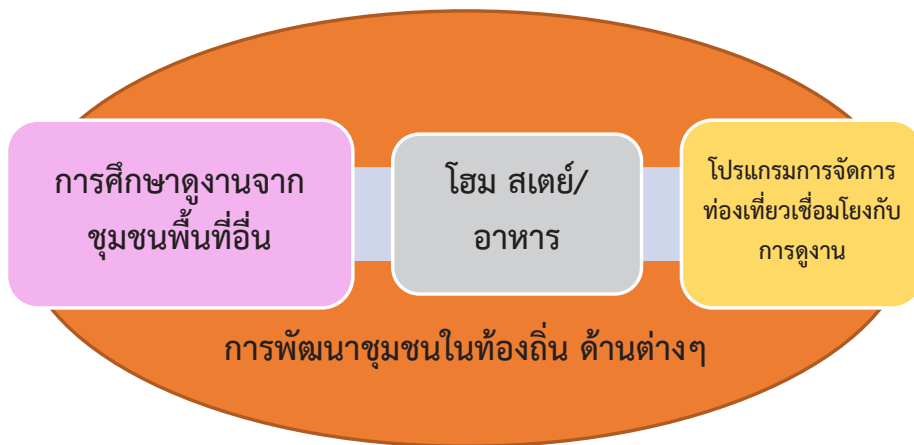 การศึกษาดูงานจาก
ชุมชนพื้นที่อื่น
โฮม สเตย์/
อาหาร
โปรแกรมการจัดการ
ท่องเที่ยวเชื่อมโยงกับ
การดูงาน
การพัฒนาชุมชนในท้องถิ่น ด้านต่างๆ